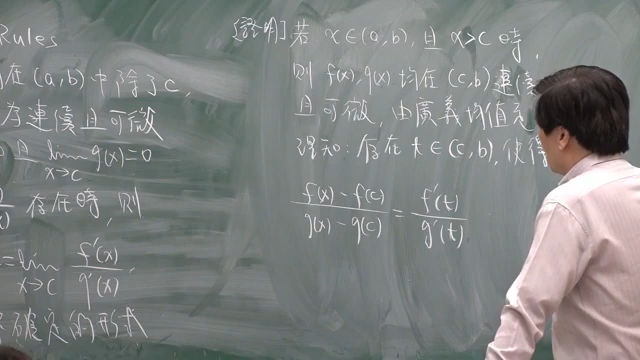 Rules
在(a,b)中除了c,
為連續且可微
且 lim x→c g(x)=0
存在時,則
=lim x→c f'(x)/g'(x).
不確定的形式
[證明]若 x∈(a,b),且 x>c 時,
則 f(x),g(x) 均在 (c,b) 連續
且可微,由廣義均值定
理知:存在 t∈(c,b),使得
f(x)-f(c)/g(x)-g(c) = f'(t)/g'(t)